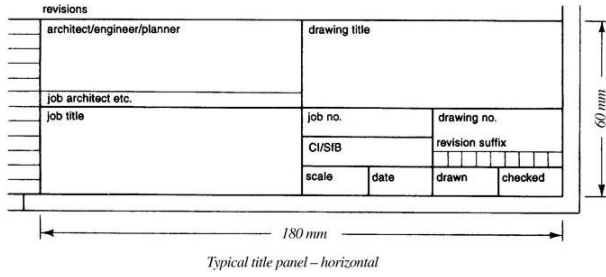 revisions
architect/engineer/planner
drawing title
job architect etc.
job title
job no.
drawing no.
CI/SfB
revision suffix
scale
date
drawn
checked
60 mm
180 mm
Typical title panel – horizontal